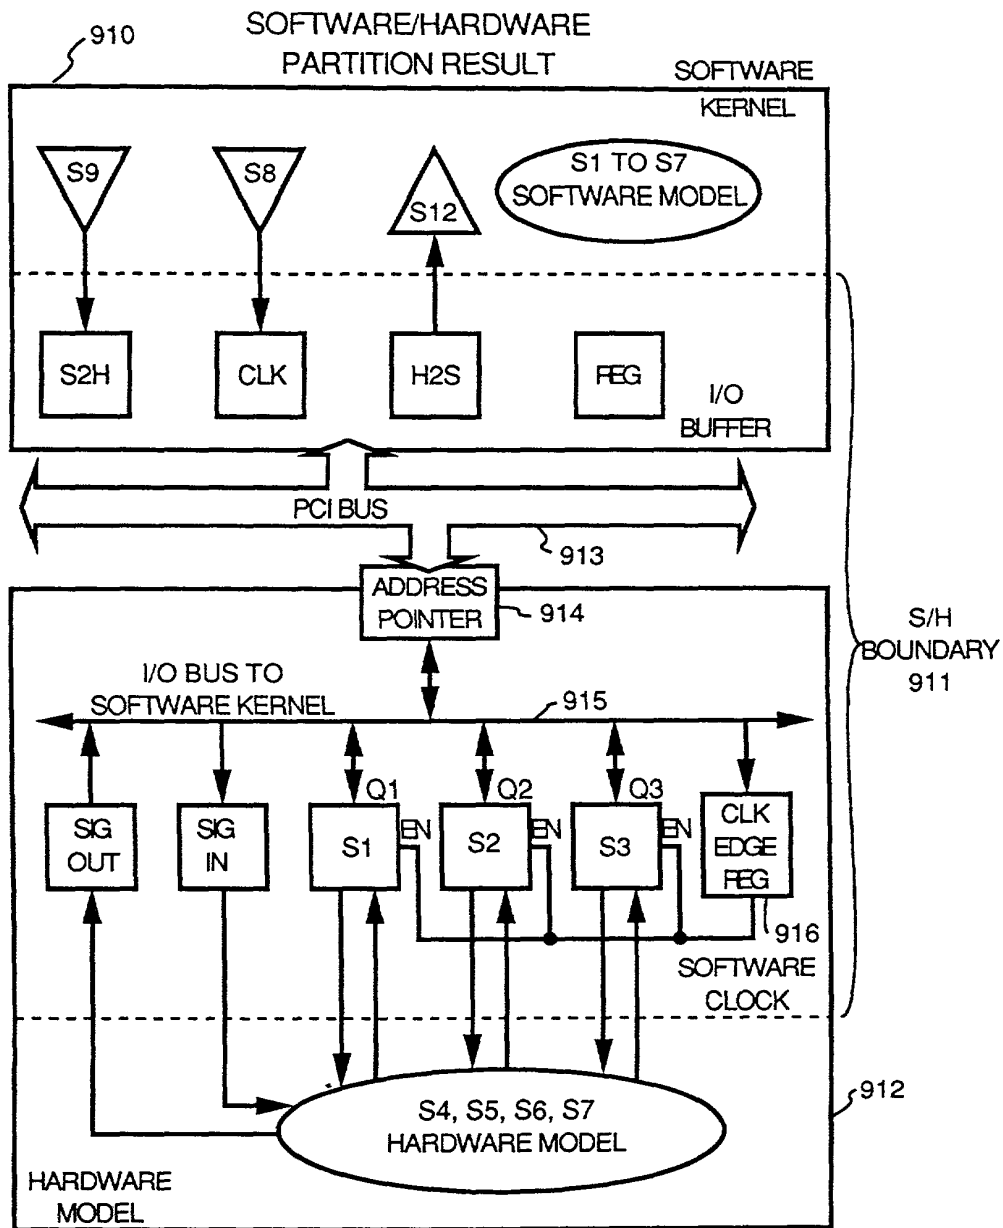 SOFTWARE/HARDWARE
PARTITION RESULT
910
SOFTWARE
KERNEL
S9
S8
S12
S1 TO S7
SOFTWARE MODEL
S2H
CLK
H2S
REG
I/O
BUFFER
PCI BUS
913
ADDRESS
POINTER
914
S/H
BOUNDARY
911
I/O BUS TO
SOFTWARE KERNEL
915
SIG
OUT
SIG
IN
Q1
S1
EN
Q2
S2
EN
Q3
S3
EN
CLK
EDGE
REG
916
SOFTWARE
CLOCK
S4, S5, S6, S7
HARDWARE MODEL
912
HARDWARE
MODEL